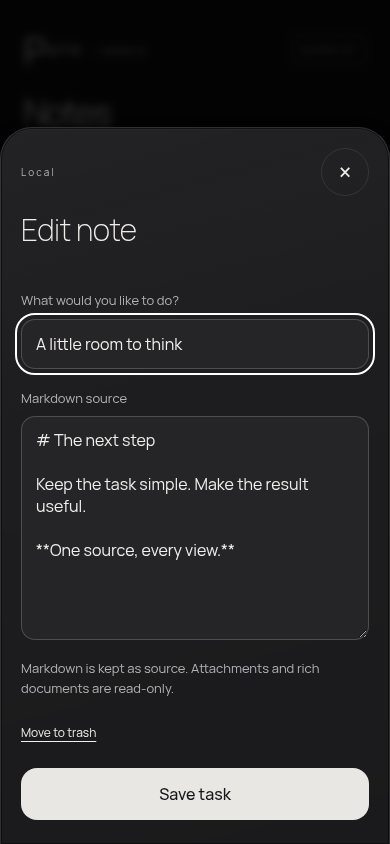 Notes
Local
Edit note
What would you like to do?
A little room to think
Markdown source
# The next step
Keep the task simple. Make the result
useful.
**One source, every view.**
Markdown is kept as source. Attachments and rich
documents are read-only.
Move to trash
Save task